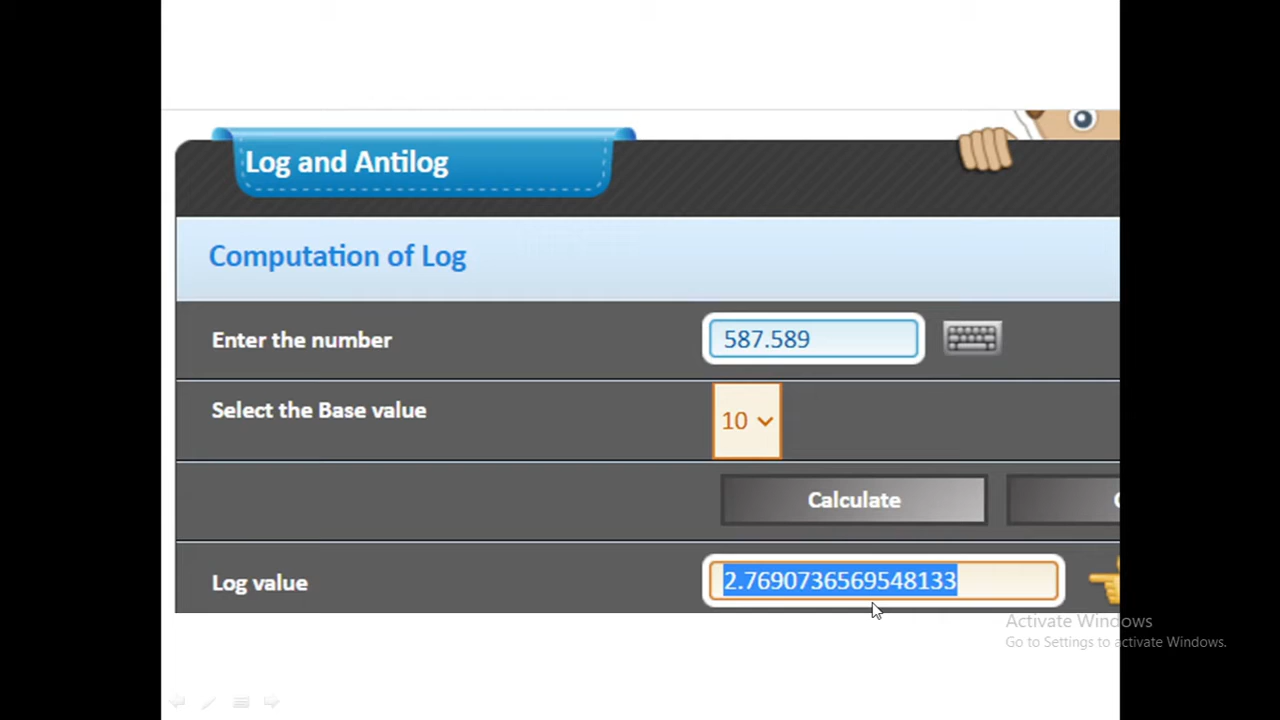 Log and Antilog
Computation of Log
Enter the number 587.589
Select the Base value 10
Calculate
Log value 2.7690736569548133
Activate Windows
Go to Settings to activate Windows.